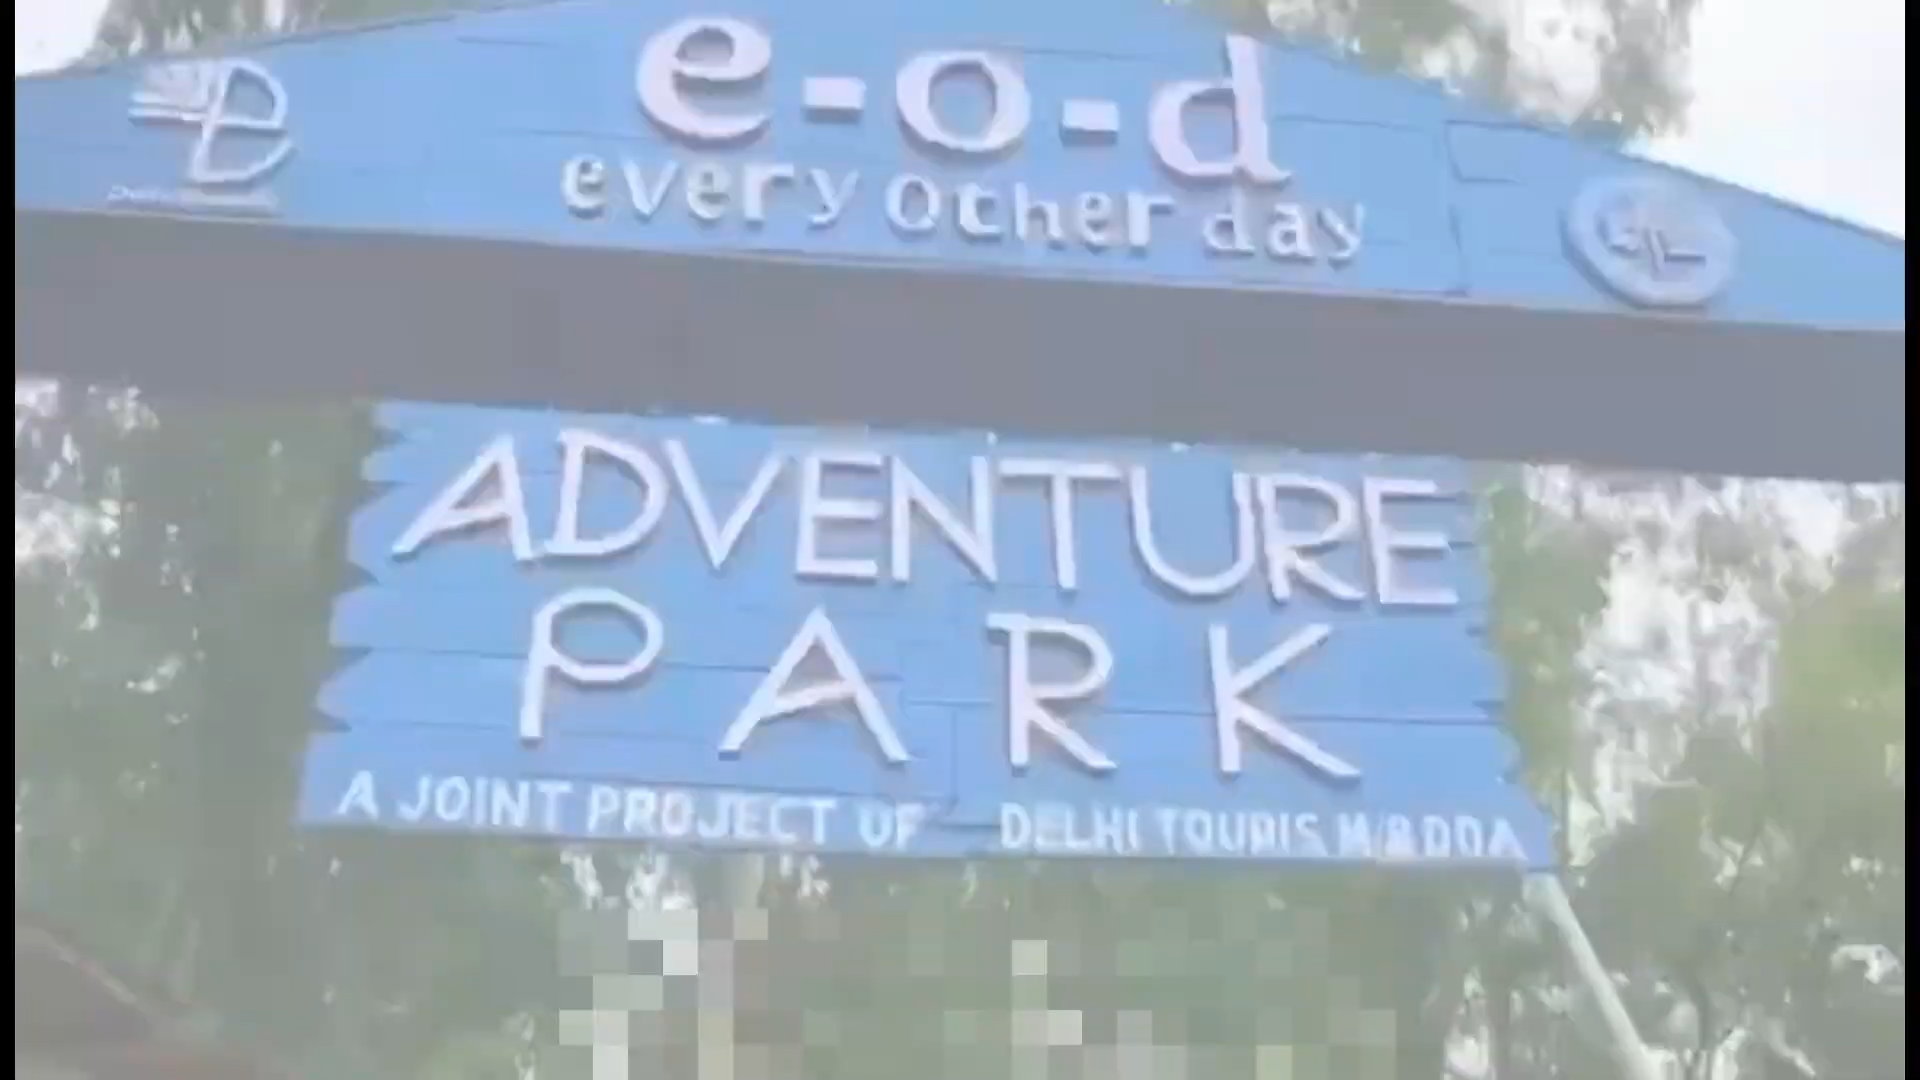 e-o-d
every other day
ADVENTURE
PARK
A JOINT PROJECT OF DELHI TOURISM & DDA